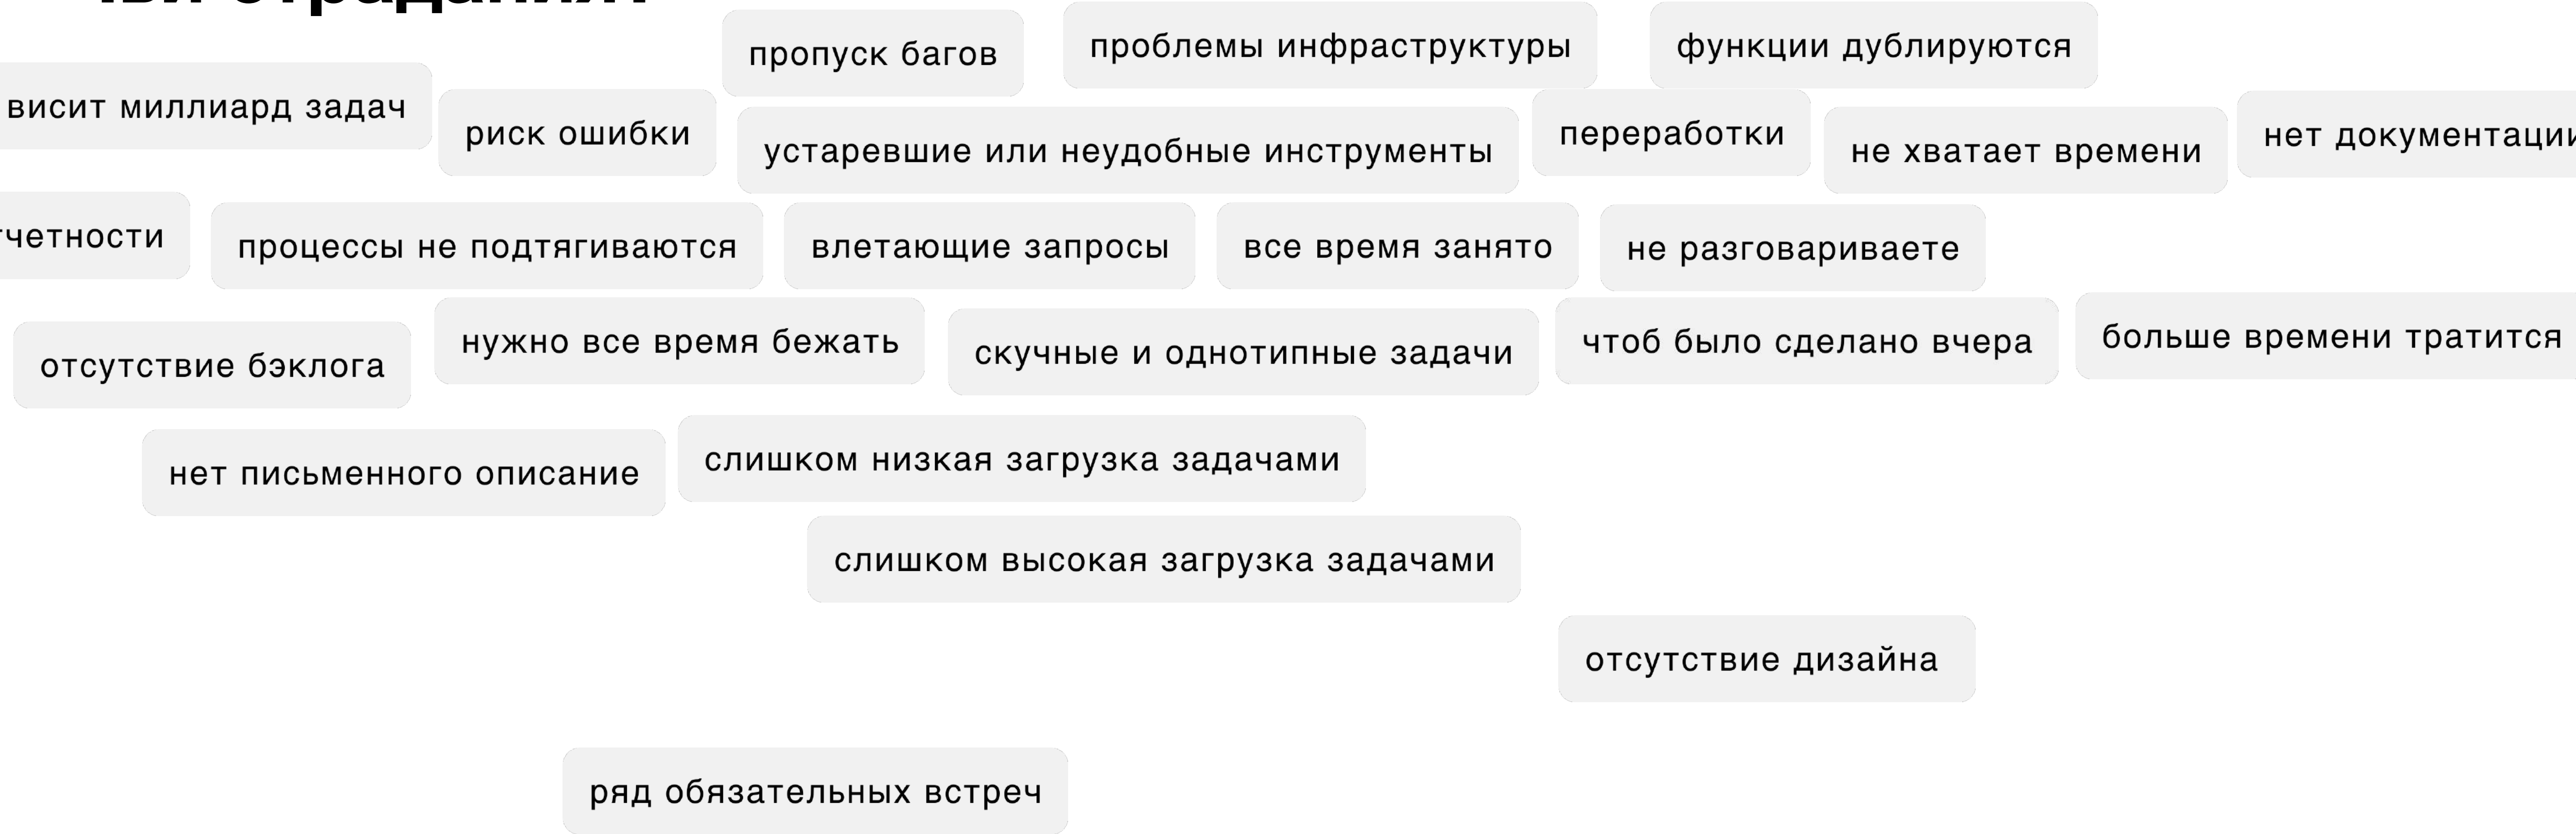 страдания?
пропуск багов
проблемы инфраструктуры
функции дублируются
висит миллиард задач
риск ошибки
устаревшие или неудобные инструменты
переработки
не хватает времени
нет документации
процессы не подтягиваются
влетающие запросы
все время занято
не разговариваете
отсутствие бэклога
нужно все время бежать
скучные и однотипные задачи
чтоб было сделано вчера
больше времени тратится
нет письменного описание
слишком низкая загрузка задачами
слишком высокая загрузка задачами
отсутствие дизайна
ряд обязательных встреч